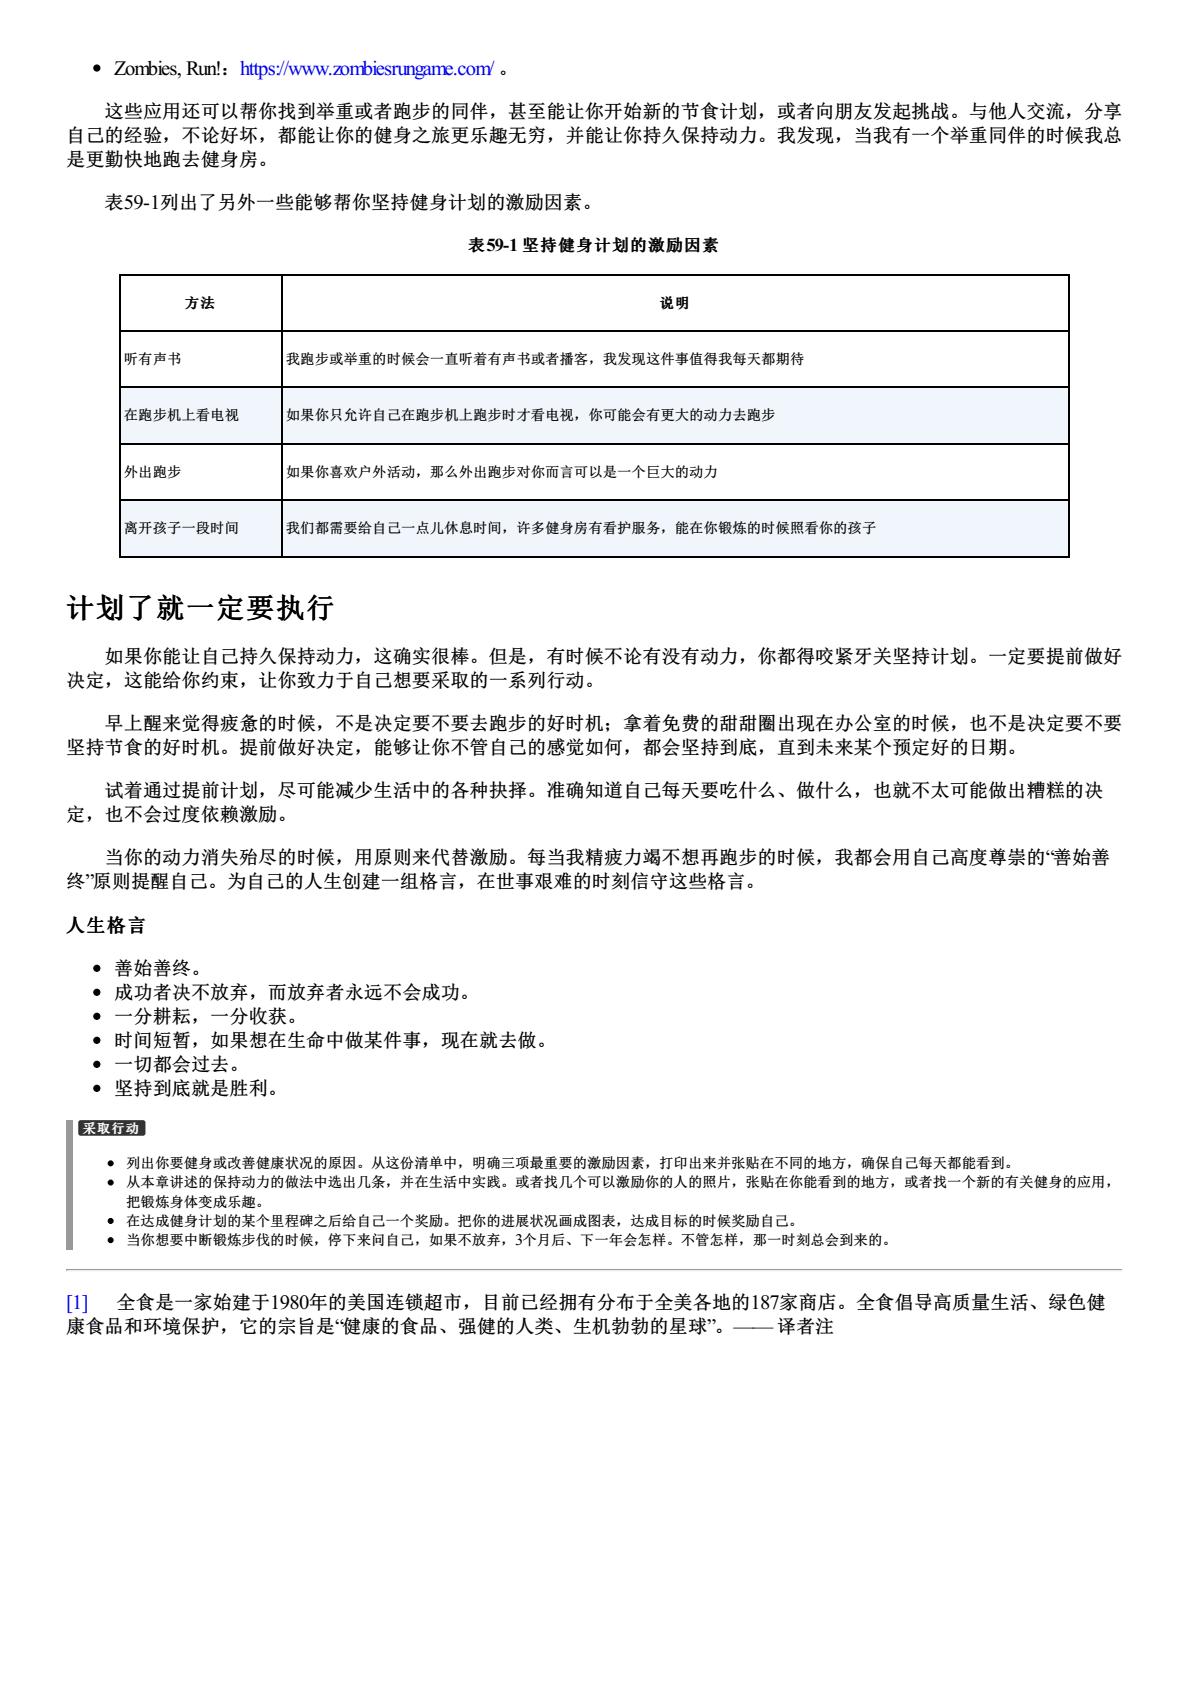 Zombies, Run!：https://www.zombiesrungame.com/ 。
这些应用还可以帮你找到举重或者跑步的同伴，甚至能让你开始新的节食计划，或者向朋友发起挑战。与他人交流，分享
自己的经验，不论好坏，都能让你的健身之旅更乐趣无穷，并能让你持久保持动力。我发现，当我有一个举重同伴的时候我总
是更勤快地跑去健身房。
表59-1列出了另外一些能够帮你坚持健身计划的激励因素。
表59-1 坚持健身计划的激励因素
方法 说明
听有声书 我跑步或举重的时候会一直听着有声书或者播客，我发现这件事值得我每天都期待
在跑步机上看电视 如果你只允许自己在跑步机上跑步时才看电视，你可能会有更大的动力去跑步
外出跑步 如果你喜欢户外活动，那么外出跑步对你而言可以是一个巨大的动力
离开孩子一段时间 我们都需要给自己一点儿休息时间，许多健身房有看护服务，能在你锻炼的时候照看你的孩子
计划了就一定要执行
如果你能让自己持久保持动力，这确实很棒。但是，有时候不论有没有动力，你都得咬紧牙关坚持计划。一定要提前做好
决定，这能给你约束，让你致力于自己想要采取的一系列行动。
早上醒来觉得疲惫的时候，不是决定要不要去跑步的好时机；拿着免费的甜甜圈出现在办公室的时候，也不是决定要不要
坚持节食的好时机。提前做好决定，能够让你不管自己的感觉如何，都会坚持到底，直到未来某个预定好的日期。
试着通过提前计划，尽可能减少生活中的各种抉择。准确知道自己每天要吃什么、做什么，也就不太可能做出糟糕的决
定，也不会过度依赖激励。
当你的动力消失殆尽的时候，用原则来代替激励。每当我精疲力竭不想再跑步的时候，我都会用自己高度尊崇的“善始善
终”原则提醒自己。为自己的人生创建一组格言，在世事艰难的时刻信守这些格言。
人生格言
善始善终。
成功者决不放弃，而放弃者永远不会成功。
一分耕耘，一分收获。
时间短暂，如果想在生命中做某件事，现在就去做。
一切都会过去。
坚持到底就是胜利。
采取行动
列出你要健身或改善健康状况的原因。从这份清单中，明确三项最重要的激励因素，打印出来并张贴在不同的地方，确保自己每天都能看到。
从本章讲述的保持动力的做法中选出几条，并在生活中实践。或者找几个可以激励你的人的照片，张贴在你能看到的地方，或者找一个新的有关健身的应用，
把锻炼身体变成乐趣。
在达成健身计划的某个里程碑之后给自己一个奖励。把你的进展状况画成图表，达成目标的时候奖励自己。
当你想要中断锻炼步伐的时候，停下来问自己，如果不放弃，3个月后、下一年会怎样。不管怎样，那一时刻总会到来的。
[1] 全食是一家始建于1980年的美国连锁超市，目前已经拥有分布于全美各地的187家商店。全食倡导高质量生活、绿色健
康食品和环境保护，它的宗旨是“健康的食品、强健的人类、生机勃勃的星球”。—— 译者注